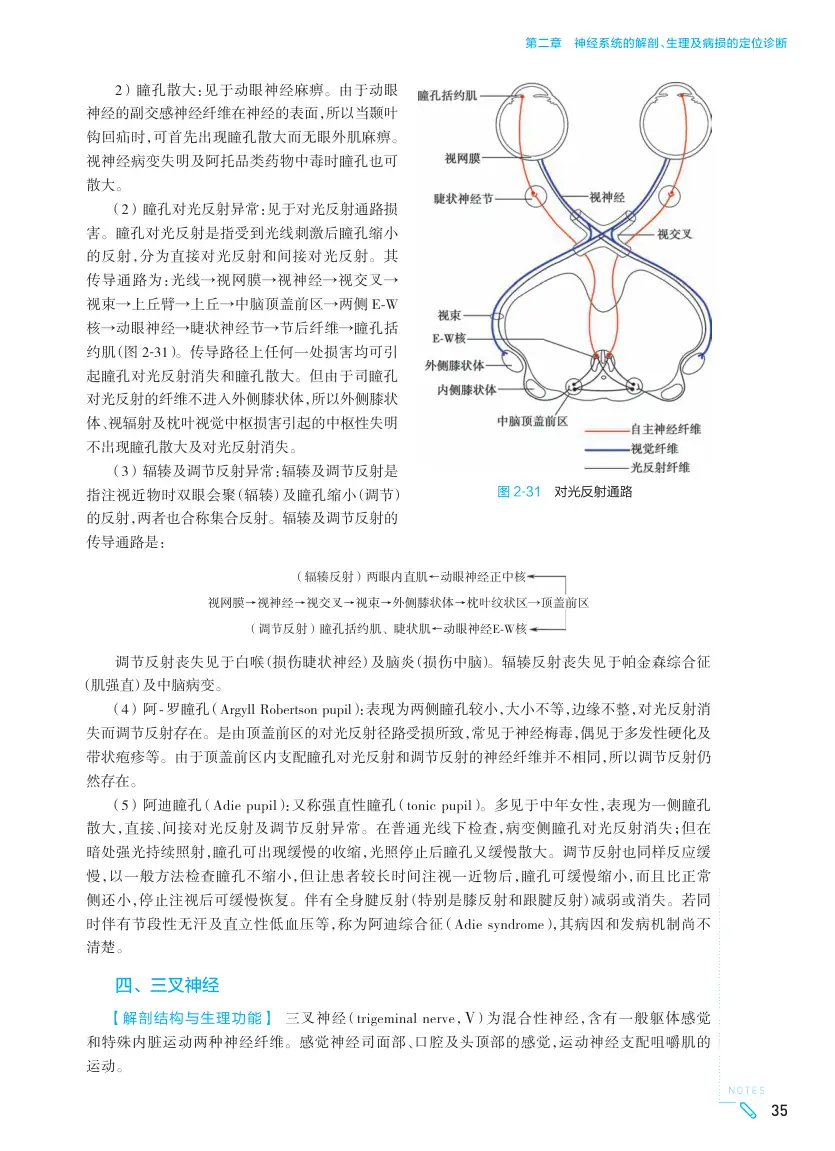 第二章　神经系统的解剖、生理及病损的定位诊断
2）瞳孔散大：见于动眼神经麻痹。由于动眼
神经的副交感神经纤维在神经的表面，所以当颞叶
钩回疝时，可首先出现瞳孔散大而无眼外肌麻痹。
视神经病变失明及阿托品类药物中毒时瞳孔也可
散大。
（2）瞳孔对光反射异常：见于对光反射通路损
害。瞳孔对光反射是指受到光线刺激后瞳孔缩小
的反射，分为直接对光反射和间接对光反射。其
传导通路为：光线→视网膜→视神经→视交叉→
视束→上丘臂→上丘→中脑顶盖前区→两侧 E-W
核→动眼神经→睫状神经节→节后纤维→瞳孔括
约肌（图 2-31）。传导路径上任何一处损害均可引
起瞳孔对光反射消失和瞳孔散大。但由于司瞳孔
对光反射的纤维不进入外侧膝状体，所以外侧膝状
体、视辐射及枕叶视觉中枢损害引起的中枢性失明
不出现瞳孔散大及对光反射消失。
（3）辐辏及调节反射异常：辐辏及调节反射是
指注视近物时双眼会聚（辐辏）及瞳孔缩小（调节）
的反射，两者也合称集合反射。辐辏及调节反射的
传导通路是：
瞳孔括约肌
视网膜
睫状神经节
视神经
视交叉
视束
E-W核
外侧膝状体
内侧膝状体
中脑顶盖前区
自主神经纤维
视觉纤维
光反射纤维
图 2-31　对光反射通路
（辐辏反射）两眼内直肌←动眼神经正中核←
视网膜→视神经→视交叉→视束→外侧膝状体→枕叶纹状区→顶盖前区
（调节反射）瞳孔括约肌、睫状肌←动眼神经E-W核←
调节反射丧失见于白喉（损伤睫状神经）及脑炎（损伤中脑）。辐辏反射丧失见于帕金森综合征
（肌强直）及中脑病变。
（4）阿-罗瞳孔（Argyll Robertson pupil）：表现为两侧瞳孔较小，大小不等，边缘不整，对光反射消
失而调节反射存在。是由顶盖前区的对光反射径路受损所致，常见于神经梅毒，偶见于多发性硬化及
带状疱疹等。由于顶盖前区内支配瞳孔对光反射和调节反射的神经纤维并不相同，所以调节反射仍
然存在。
（5）阿迪瞳孔（Adie pupil）：又称强直性瞳孔（tonic pupil）。多见于中年女性，表现为一侧瞳孔
散大，直接、间接对光反射及调节反射异常。在普通光线下检查，病变侧瞳孔对光反射消失；但在
暗处强光持续照射，瞳孔可出现缓慢的收缩，光照停止后瞳孔又缓慢散大。调节反射也同样反应缓
慢，以一般方法检查瞳孔不缩小，但让患者较长时间注视一近物后，瞳孔可缓慢缩小，而且比正常
侧还小，停止注视后可缓慢恢复。伴有全身腱反射（特别是膝反射和跟腱反射）减弱或消失。若同
时伴有节段性无汗及直立性低血压等，称为阿迪综合征（Adie syndrome），其病因和发病机制尚不
清楚。
四、三叉神经
【解剖结构与生理功能】　三叉神经（trigeminal nerve，Ⅴ）为混合性神经，含有一般躯体感觉
和特殊内脏运动两种神经纤维。感觉神经司面部、口腔及头顶部的感觉，运动神经支配咀嚼肌的
运动。
NOTES
35